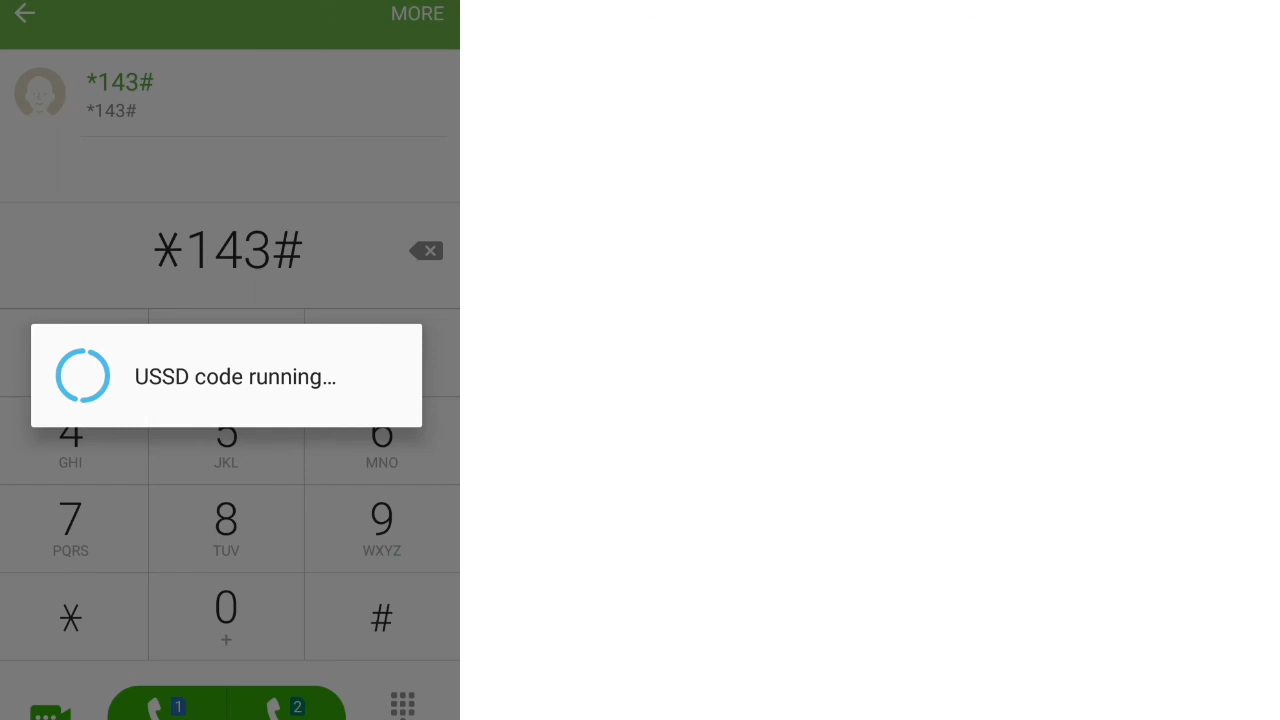 MORE
*143#
*143#
*143#
USSD code running...
4 5 6
GHI JKL MNO
7 8 9
PQRS TUV WXYZ
* 0 #
+
1 2